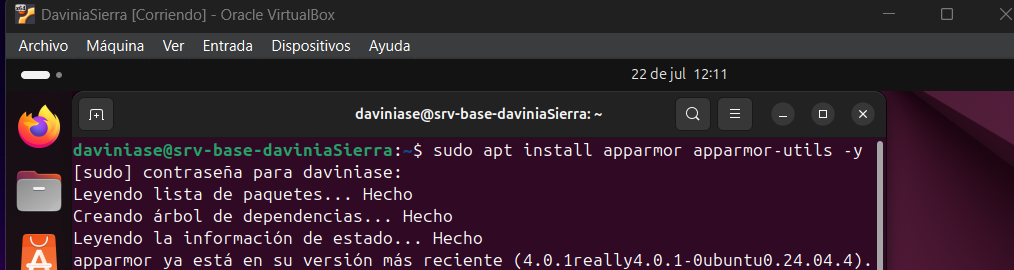 DaviniaSierra [Corriendo] - Oracle VirtualBox
Archivo Máquina Ver Entrada Dispositivos Ayuda
22 de jul 12:11
daviniase@srv-base-daviniaSierra: ~
daviniase@srv-base-daviniaSierra:~$ sudo apt install apparmor apparmor-utils -y
[sudo] contraseña para daviniase:
Leyendo lista de paquetes... Hecho
Creando árbol de dependencias... Hecho
Leyendo la información de estado... Hecho
apparmor ya está en su versión más reciente (4.0.1really4.0.1-0ubuntu0.24.04.4).